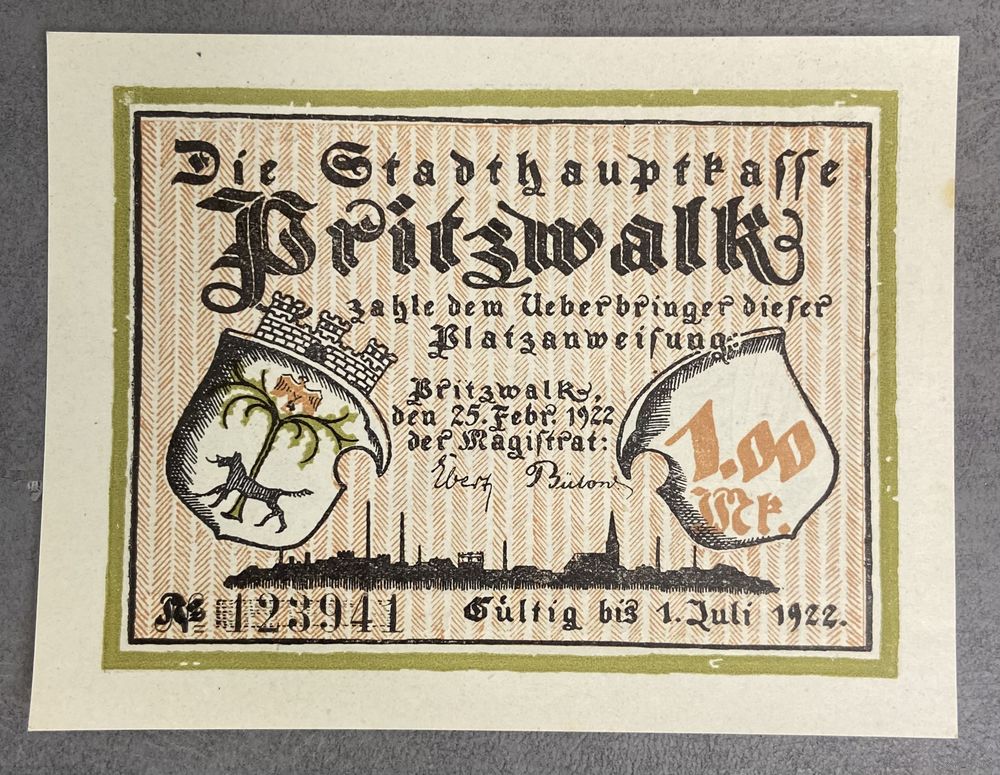 Die Stadthauptkasse
Pritzwalk
zahle dem Ueberbringer dieser
Platzanweisung:
Pritzwalk,
den 25. Febr. 1922
der Magistrat:
1.00
Mk.
No 123941
Gültig bis 1. Juli 1922.